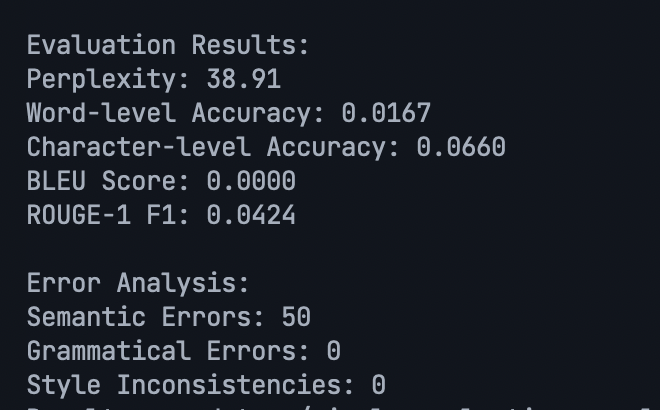 Evaluation Results:
Perplexity: 38.91
Word-level Accuracy: 0.0167
Character-level Accuracy: 0.0660
BLEU Score: 0.0000
ROUGE-1 F1: 0.0424
Error Analysis:
Semantic Errors: 50
Grammatical Errors: 0
Style Inconsistencies: 0